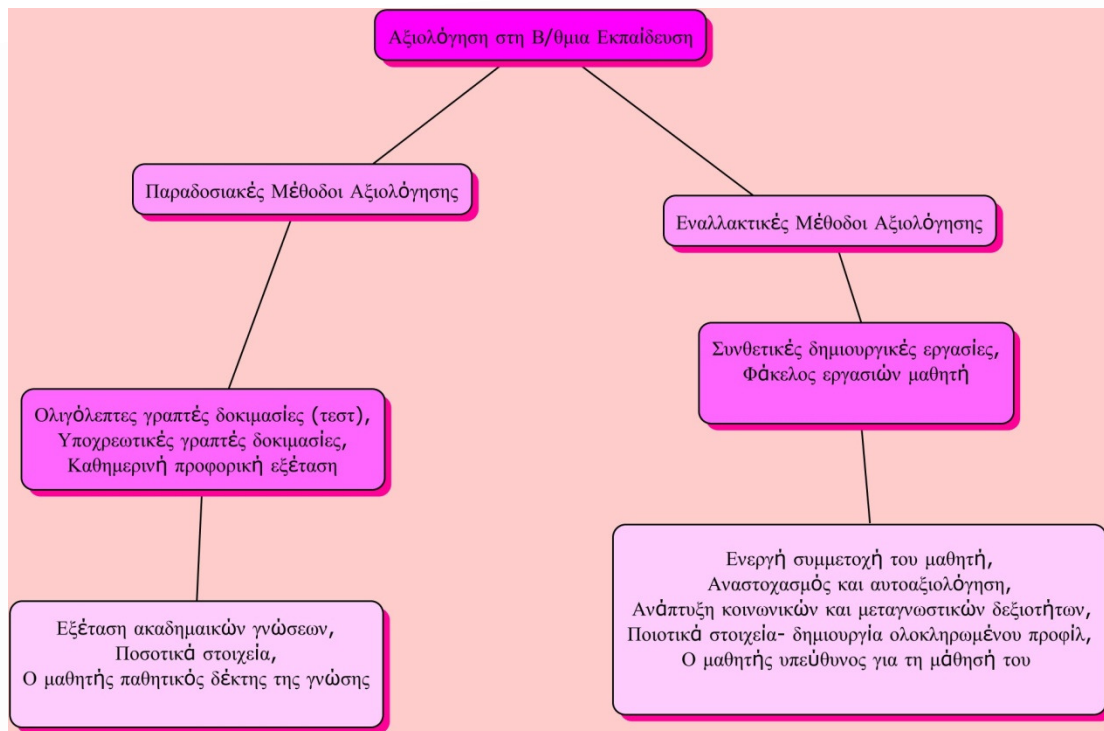 Αξιολόγηση στη Β/θμια Εκπαίδευση
Παραδοσιακές Μέθοδοι Αξιολόγησης
Ολιγόλεπτες γραπτές δοκιμασίες (τεστ),
Υποχρεωτικές γραπτές δοκιμασίες,
Καθημερινή προφορική εξέταση
Εξέταση ακαδημαικών γνώσεων,
Ποσοτικά στοιχεία,
Ο μαθητής παθητικός δέκτης της γνώσης
Εναλλακτικές Μέθοδοι Αξιολόγησης
Συνθετικές δημιουργικές εργασίες,
Φάκελος εργασιών μαθητή
Ενεργή συμμετοχή του μαθητή,
Αναστοχασμός και αυτοαξιολόγηση,
Ανάπτυξη κοινωνικών και μεταγνωστικών δεξιοτήτων,
Ποιοτικά στοιχεία- δημιουργία ολοκληρωμένου προφίλ,
Ο μαθητής υπεύθυνος για τη μάθησή του